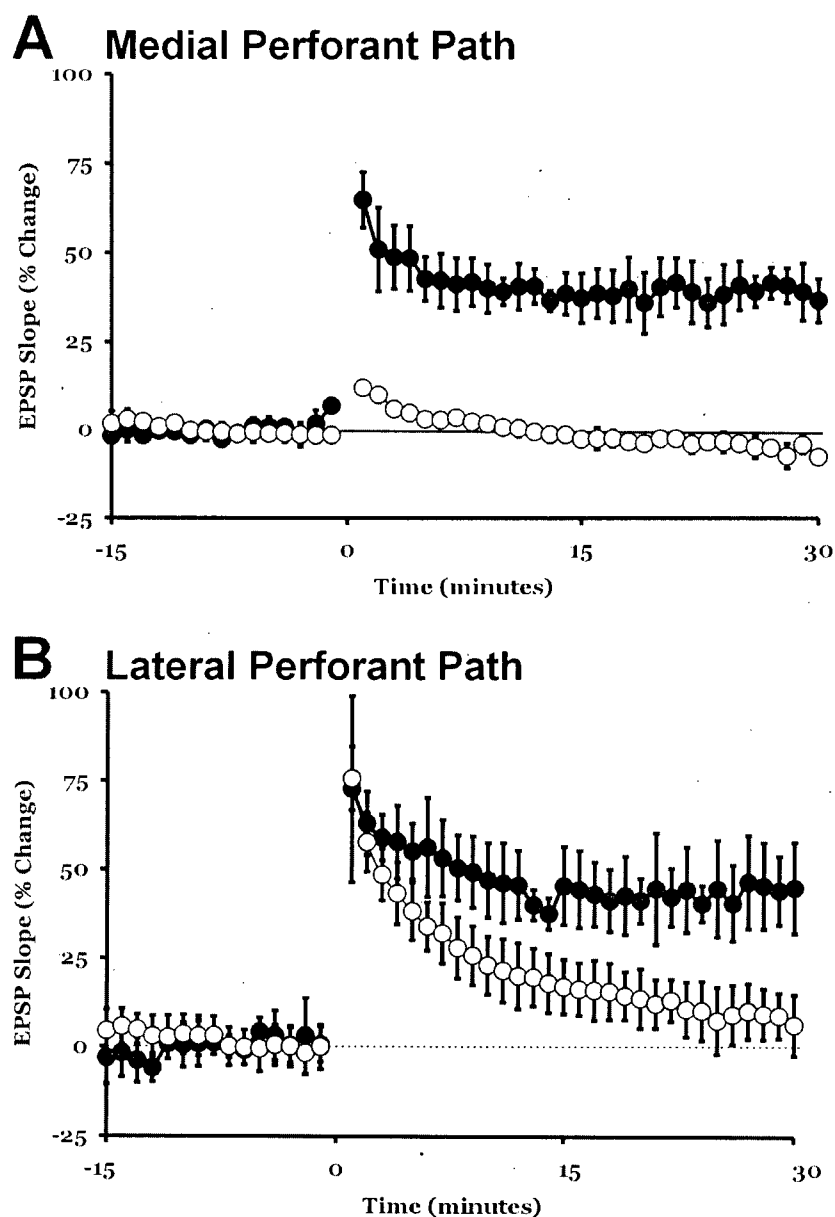 A Medial Perforant Path
100
75
50
25
0
-25
EPSP Slope (% Change)
-15 0 15 30
Time (minutes)
B Lateral Perforant Path
100
75
50
25
0
-25
EPSP Slope (% Change)
-15 0 15 30
Time (minutes)